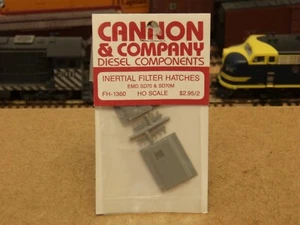 CANNON
& COMPANY
DIESEL COMPONENTS
INERTIAL FILTER HATCHES
EMD SD70 & SD70M
FH-1360 HO SCALE $2.95/2